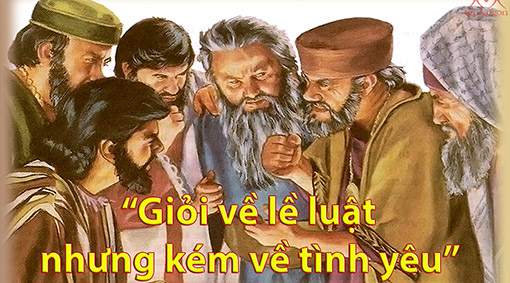 “Giỏi về lề luật
nhưng kém về tình yêu”